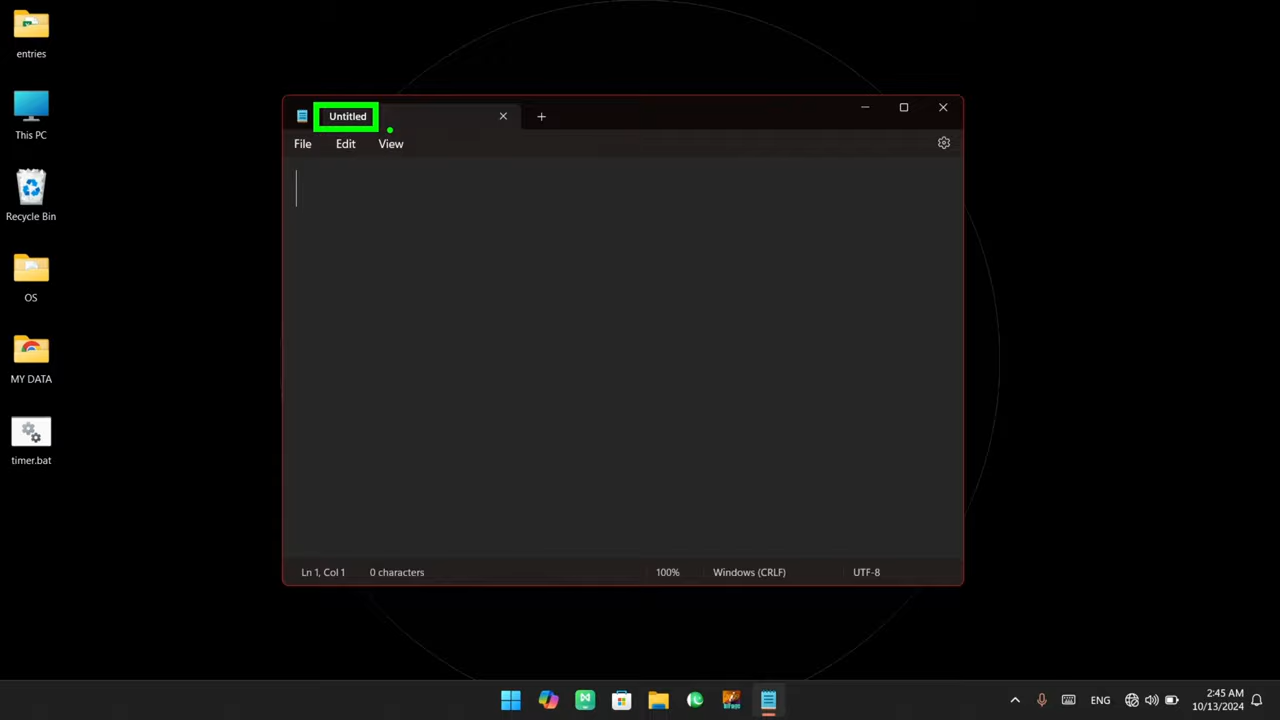 entries
This PC
Recycle Bin
OS
MY DATA
timer.bat
Untitled
File Edit View
Ln 1, Col 1 0 characters 100% Windows (CRLF) UTF-8
ENG 2:45 AM
10/13/2024